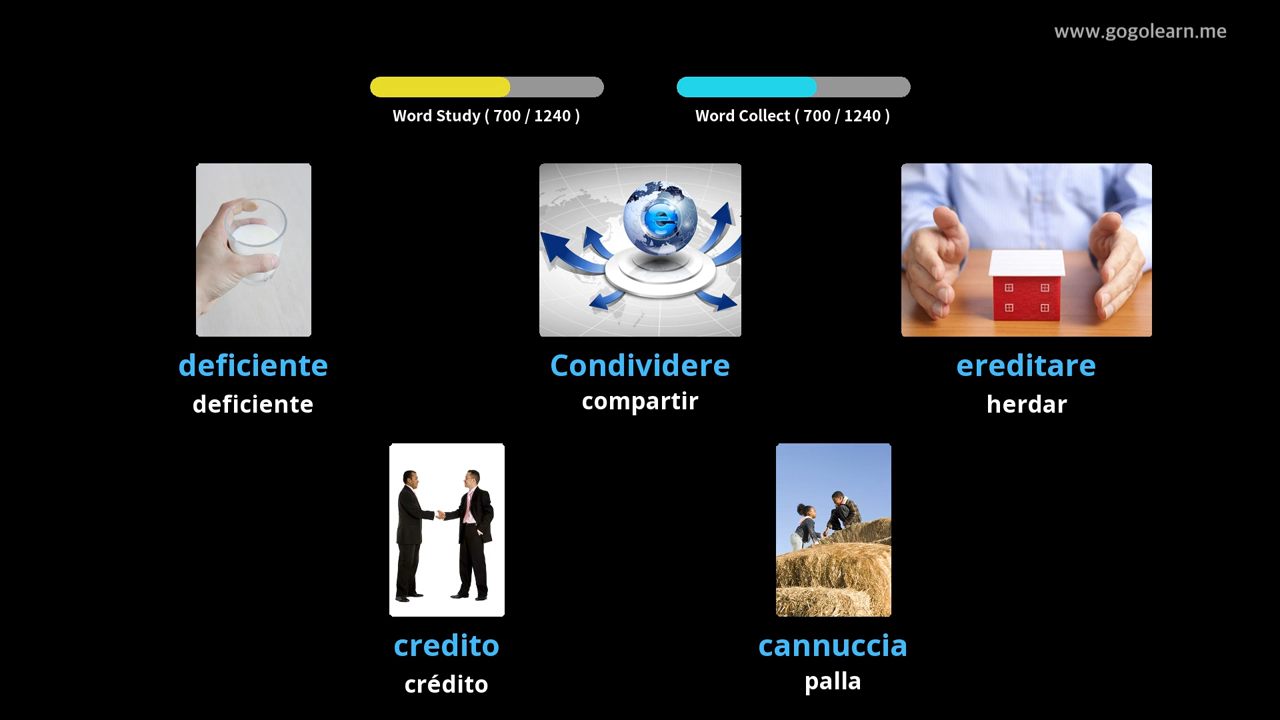 www.gogolearn.me
Word Study ( 700 / 1240 )
Word Collect ( 700 / 1240 )
e
deficiente
deficiente
Condividere
compartir
ereditare
herdar
credito
crédito
cannuccia
palla